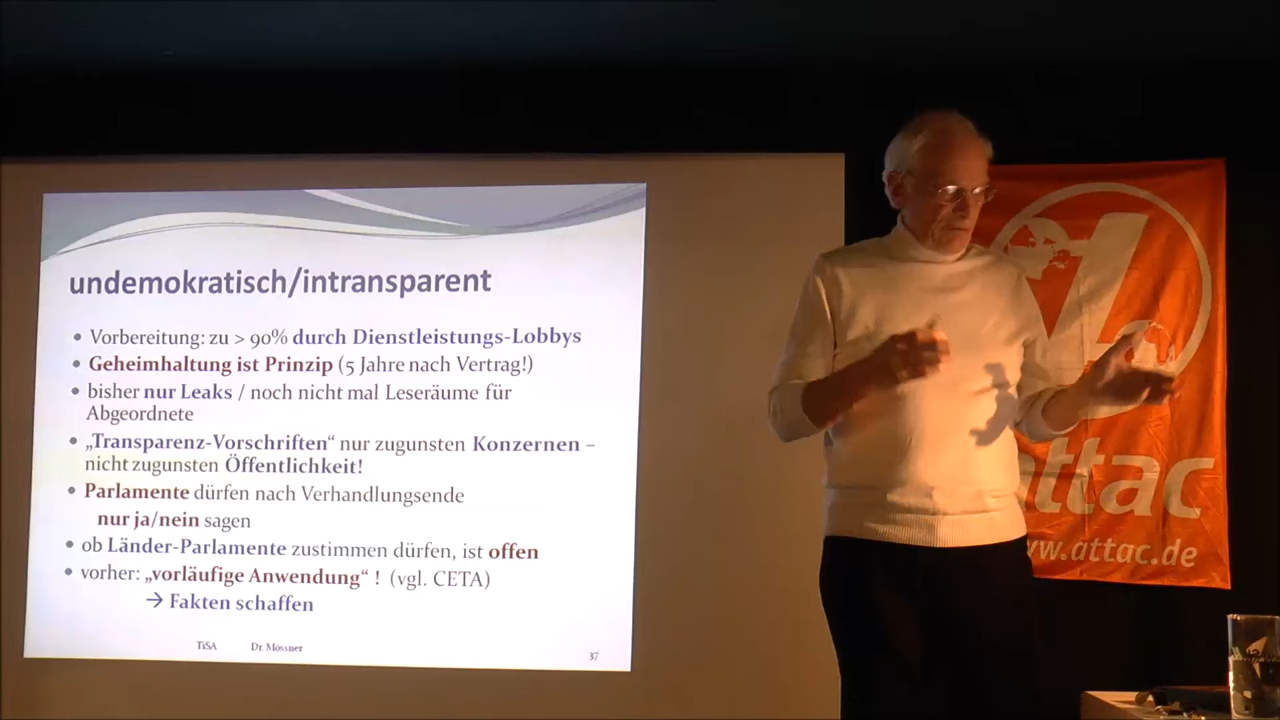 undemokratisch/intransparent
• Vorbereitung: zu > 90% durch Dienstleistungs-Lobbys
• Geheimhaltung ist Prinzip (5 Jahre nach Vertrag!)
• bisher nur Leaks / noch nicht mal Leseräume für
Abgeordnete
• „Transparenz-Vorschriften“ nur zugunsten Konzernen –
nicht zugunsten Öffentlichkeit!
• Parlamente dürfen nach Verhandlungsende
nur ja/nein sagen
• ob Länder-Parlamente zustimmen dürfen, ist offen
• vorher: „vorläufige Anwendung“ ! (vgl. CETA)
→ Fakten schaffen
TiSA Dr. Mössner 37
attac
www.attac.de